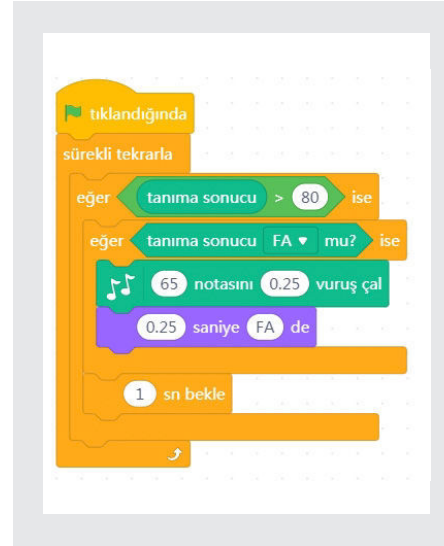 tıklandığında
sürekli tekrarla
eğer tanıma sonucu > 80 ise
eğer tanıma sonucu FA mu? ise
65 notasını 0.25 vuruş çal
0.25 saniye FA de
1 sn bekle